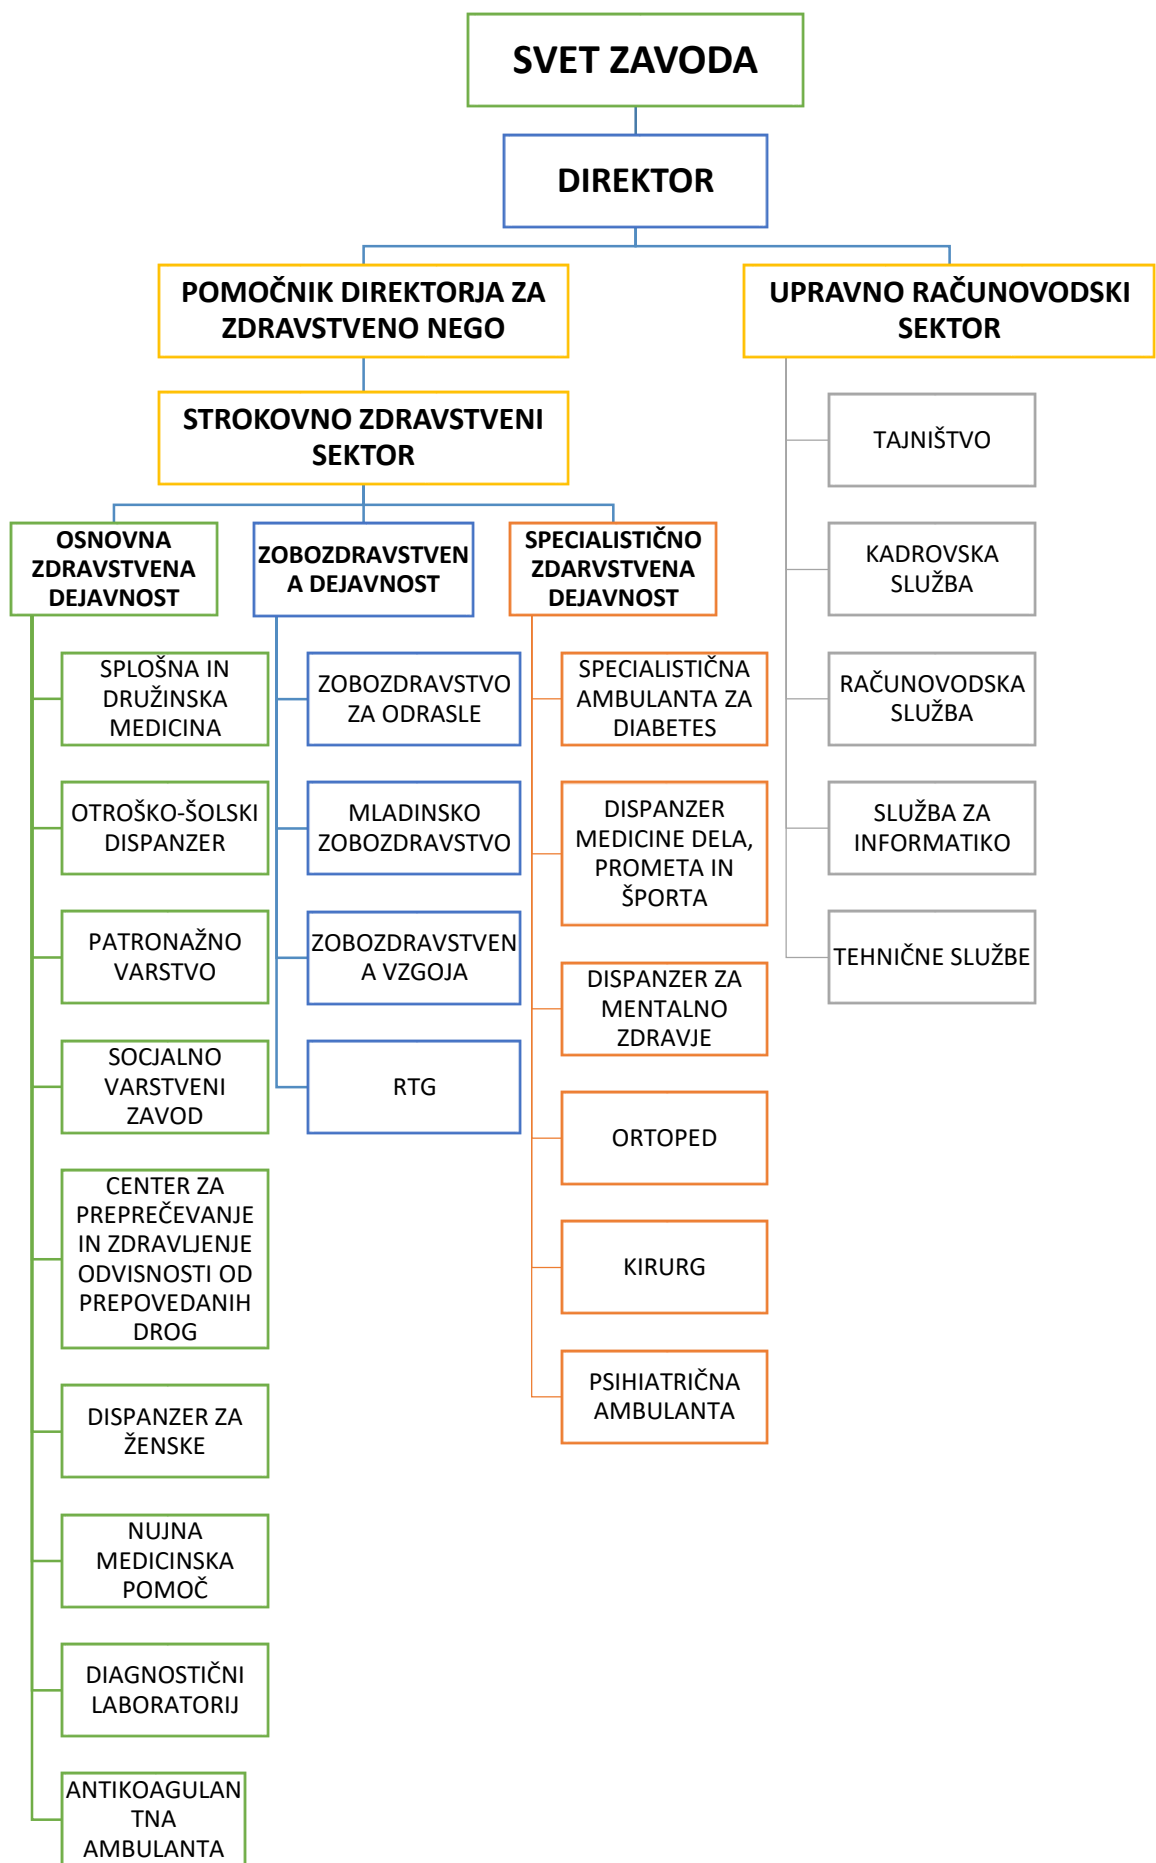 SVET ZAVODA
DIREKTOR
POMOČNIK DIREKTORJA ZA
ZDRAVSTVENO NEGO
UPRAVNO RAČUNOVODSKI
SEKTOR
STROKOVNO ZDRAVSTVENI
SEKTOR
OSNOVNA
ZDRAVSTVENA
DEJAVNOST
SPLOŠNA IN
DRUŽINSKA
MEDICINA
OTROŠKO-ŠOLSKI
DISPANZER
PATRONAŽNO
VARSTVO
SOCJALNO
VARSTVENI
ZAVOD
CENTER ZA
PREPREČEVANJE
IN ZDRAVLJENJE
ODVISNOSTI OD
PREPOVEDANIH
DROG
DISPANZER ZA
ŽENSKE
NUJNA
MEDICINSKA
POMOČ
DIAGNOSTIČNI
LABORATORIJ
ANTIKOAGULAN
TNA
AMBULANTA
ZOBOZDRAVSTVEN
A DEJAVNOST
ZOBOZDRAVSTVO
ZA ODRASLE
MLADINSKO
ZOBOZDRAVSTVO
ZOBOZDRAVSTVEN
A VZGOJA
RTG
SPECIALISTIČNO
ZDARVSTVENA
DEJAVNOST
SPECIALISTIČNA
AMBULANTA ZA
DIABETES
DISPANZER
MEDICINE DELA,
PROMETA IN
ŠPORTA
DISPANZER ZA
MENTALNO
ZDRAVJE
ORTOPED
KIRURG
PSIHIATRIČNA
AMBULANTA
TAJNIŠTVO
KADROVSKA
SLUŽBA
RAČUNOVODSKA
SLUŽBA
SLUŽBA ZA
INFORMATIKO
TEHNIČNE SLUŽBE